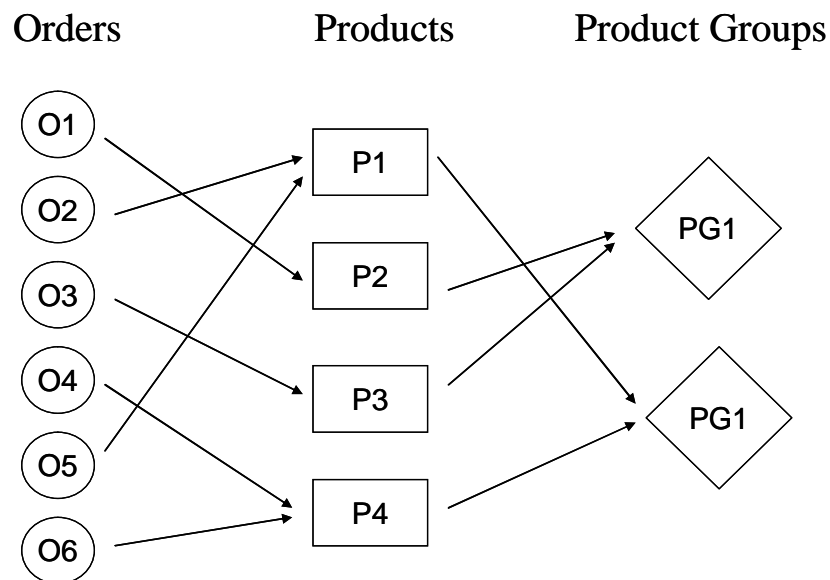 Orders Products Product Groups
O1
O2
O3
O4
O5
O6
P1
P2
P3
P4
PG1
PG1